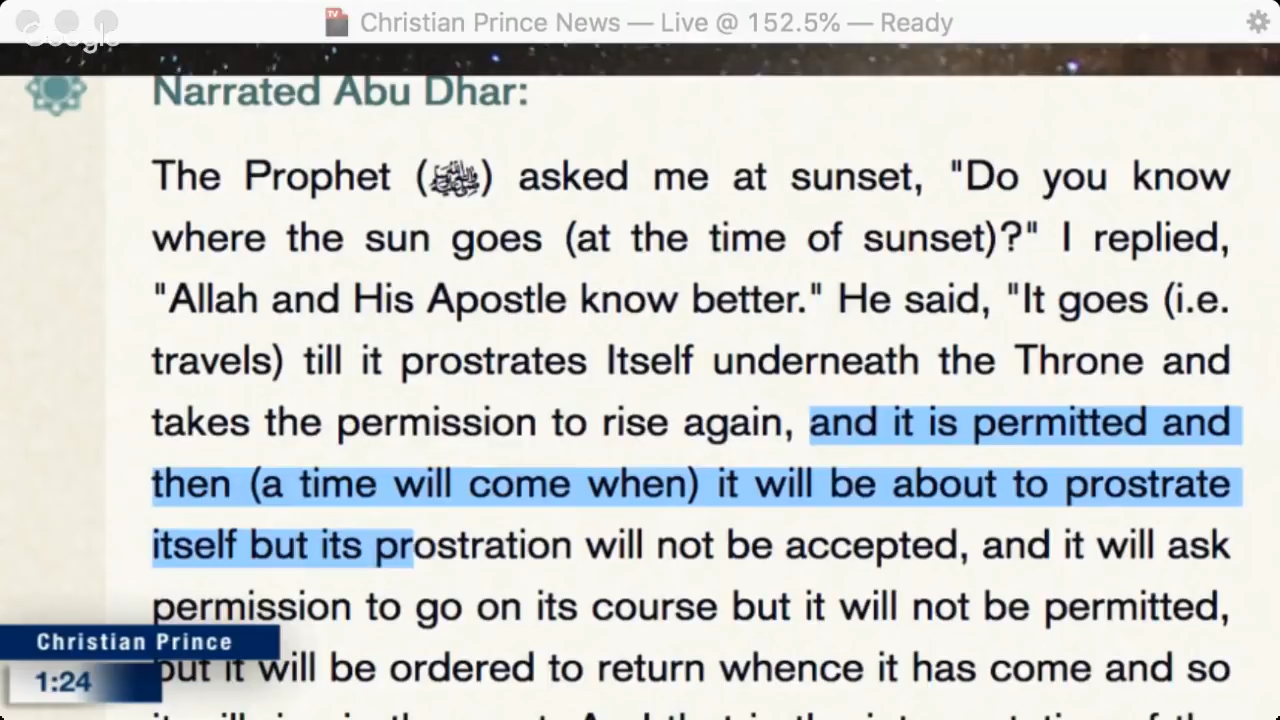 Christian Prince News — Live @ 152.5% — Ready
Google
Narrated Abu Dhar:
The Prophet (ﷺ) asked me at sunset, "Do you know
where the sun goes (at the time of sunset)?" I replied,
"Allah and His Apostle know better." He said, "It goes (i.e.
travels) till it prostrates Itself underneath the Throne and
takes the permission to rise again, and it is permitted and
then (a time will come when) it will be about to prostrate
itself but its prostration will not be accepted, and it will ask
permission to go on its course but it will not be permitted,
but it will be ordered to return whence it has come and so
Christian Prince
1:24